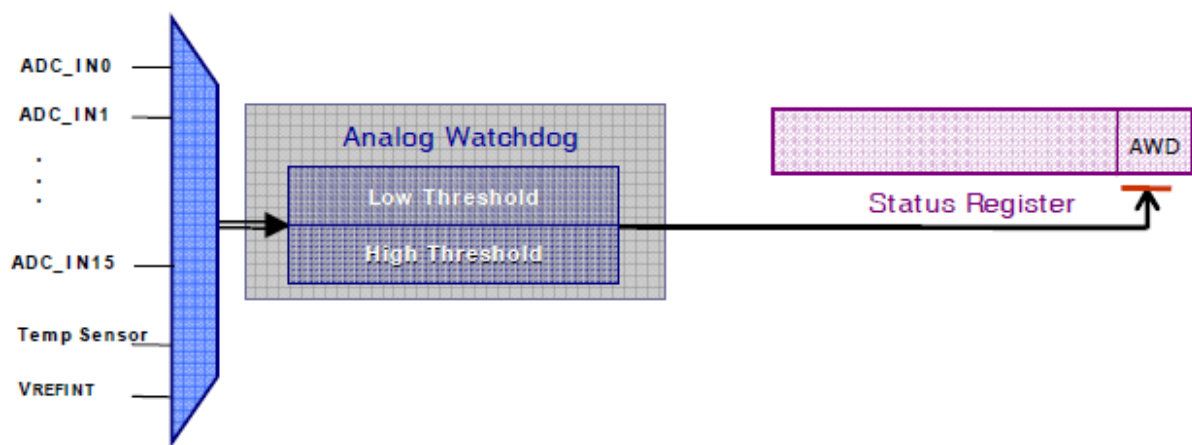 ADC_IN0
ADC_IN1
Analog Watchdog
Low Threshold
High Threshold
AWD
Status Register
ADC_IN15
Temp Sensor
VREFINT